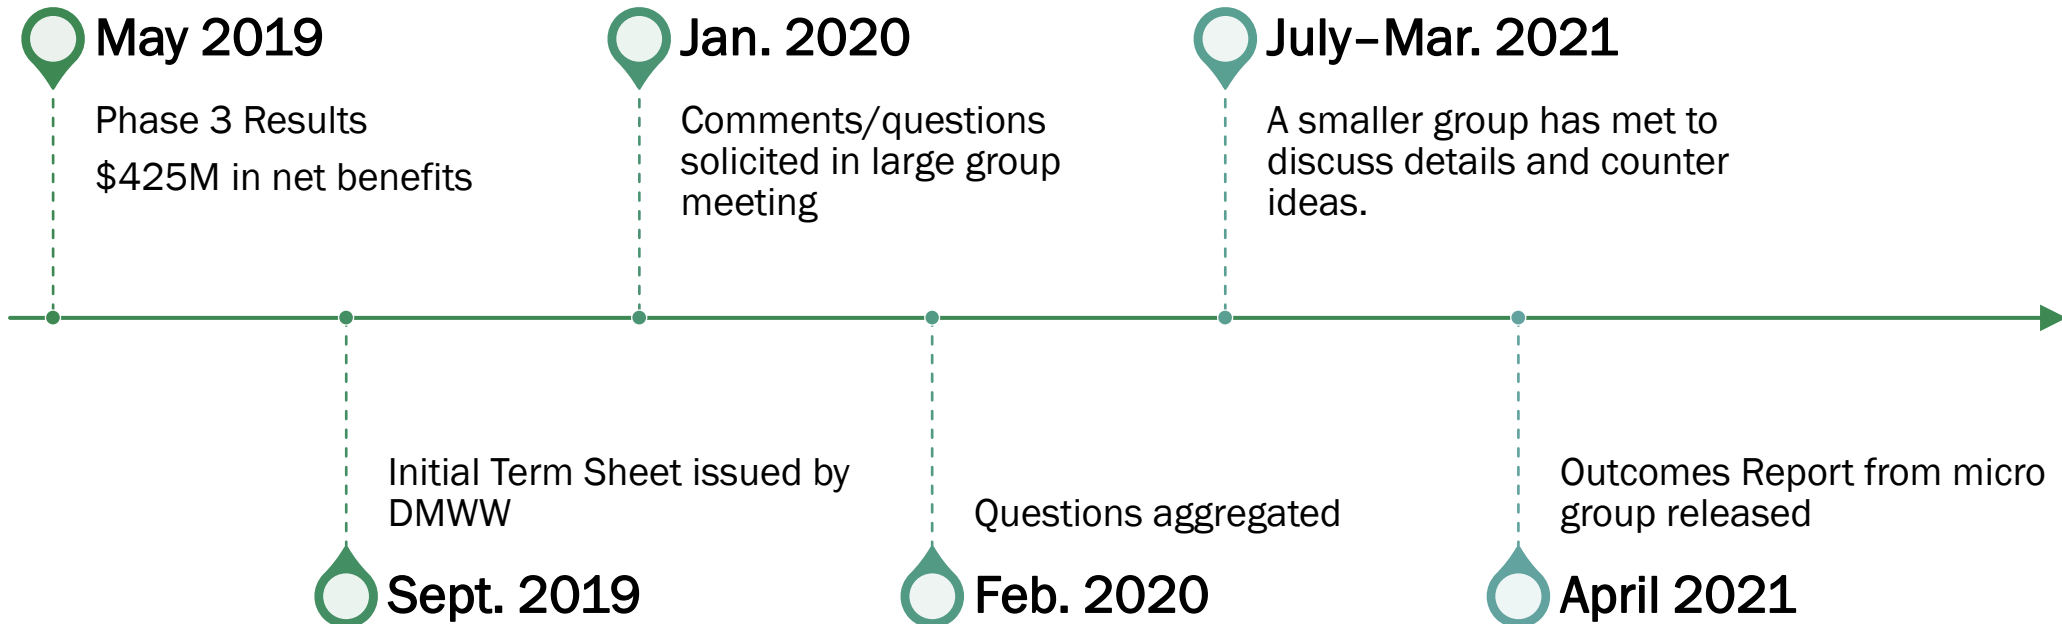 May 2019
Phase 3 Results
$425M in net benefits
Initial Term Sheet issued by
DMWW
Sept. 2019
Jan. 2020
Comments/questions
solicited in large group
meeting
Questions aggregated
Feb. 2020
July–Mar. 2021
A smaller group has met to
discuss details and counter
ideas.
Outcomes Report from micro
group released
April 2021